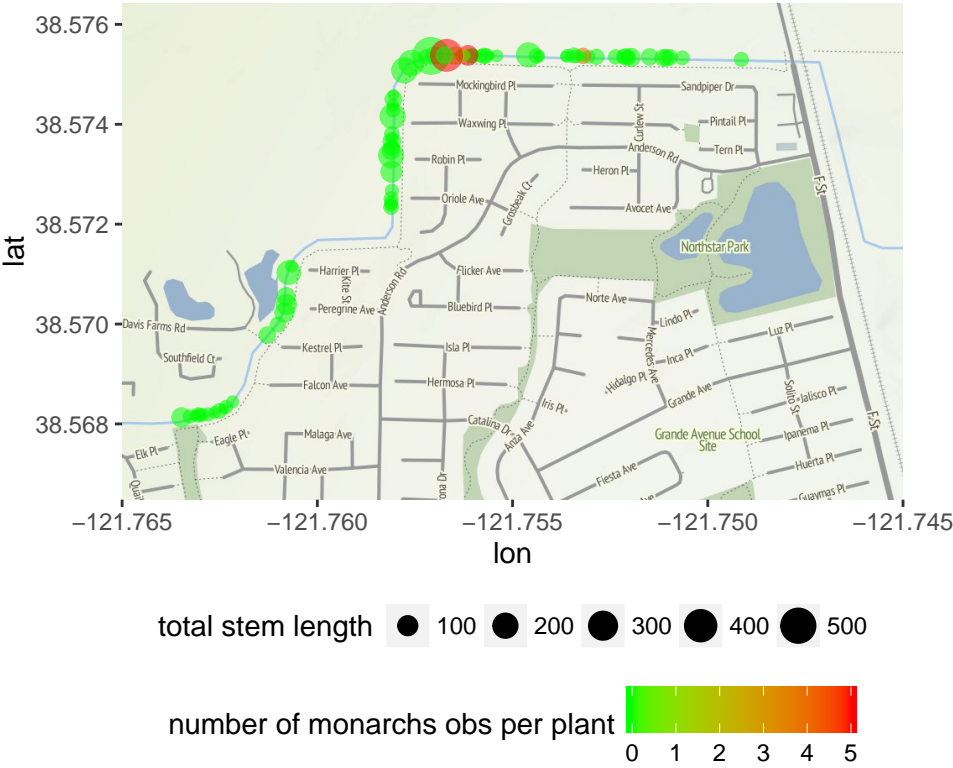 38.576
38.574
38.572
38.570
38.568
lat
Mockingbird Pl
Sandpiper Dr
Waxwing Pl
Curlew St
Pintail Pl
Anderson Rd
Tern Pl
Robin Pl
Heron Pl
F St
Oriole Ave
Grosbeak Ct
Avocet Ave
Northstar Park
Harrier Pl
Kite St
Anderson Rd
Flicker Ave
Peregrine Ave
Bluebird Pl
Norte Ave
Lindo Pl
Davis Farms Rd
Luz Pl
Southfield Ct
Kestrel Pl
Isla Pl
Mercedes Ave
Inca Pl
Falcon Ave
Hermosa Pl
Hidalgo Pl
Grande Ave
Solito St
Jalisco Pl
Iris Pl
Catalina Dr
Anza Ave
F St
Elk Pl
Eagle Pl
Malaga Ave
Grande Avenue School
Site
Ipanema Pl
Valencia Ave
Huerta Pl
Fiesta Ave
Quai
ona Dr
Ave
Guaymas Pl
−121.765
−121.760
−121.755
−121.750
−121.745
lon
total stem length 100 200 300 400 500
number of monarchs obs per plant
0 1 2 3 4 5